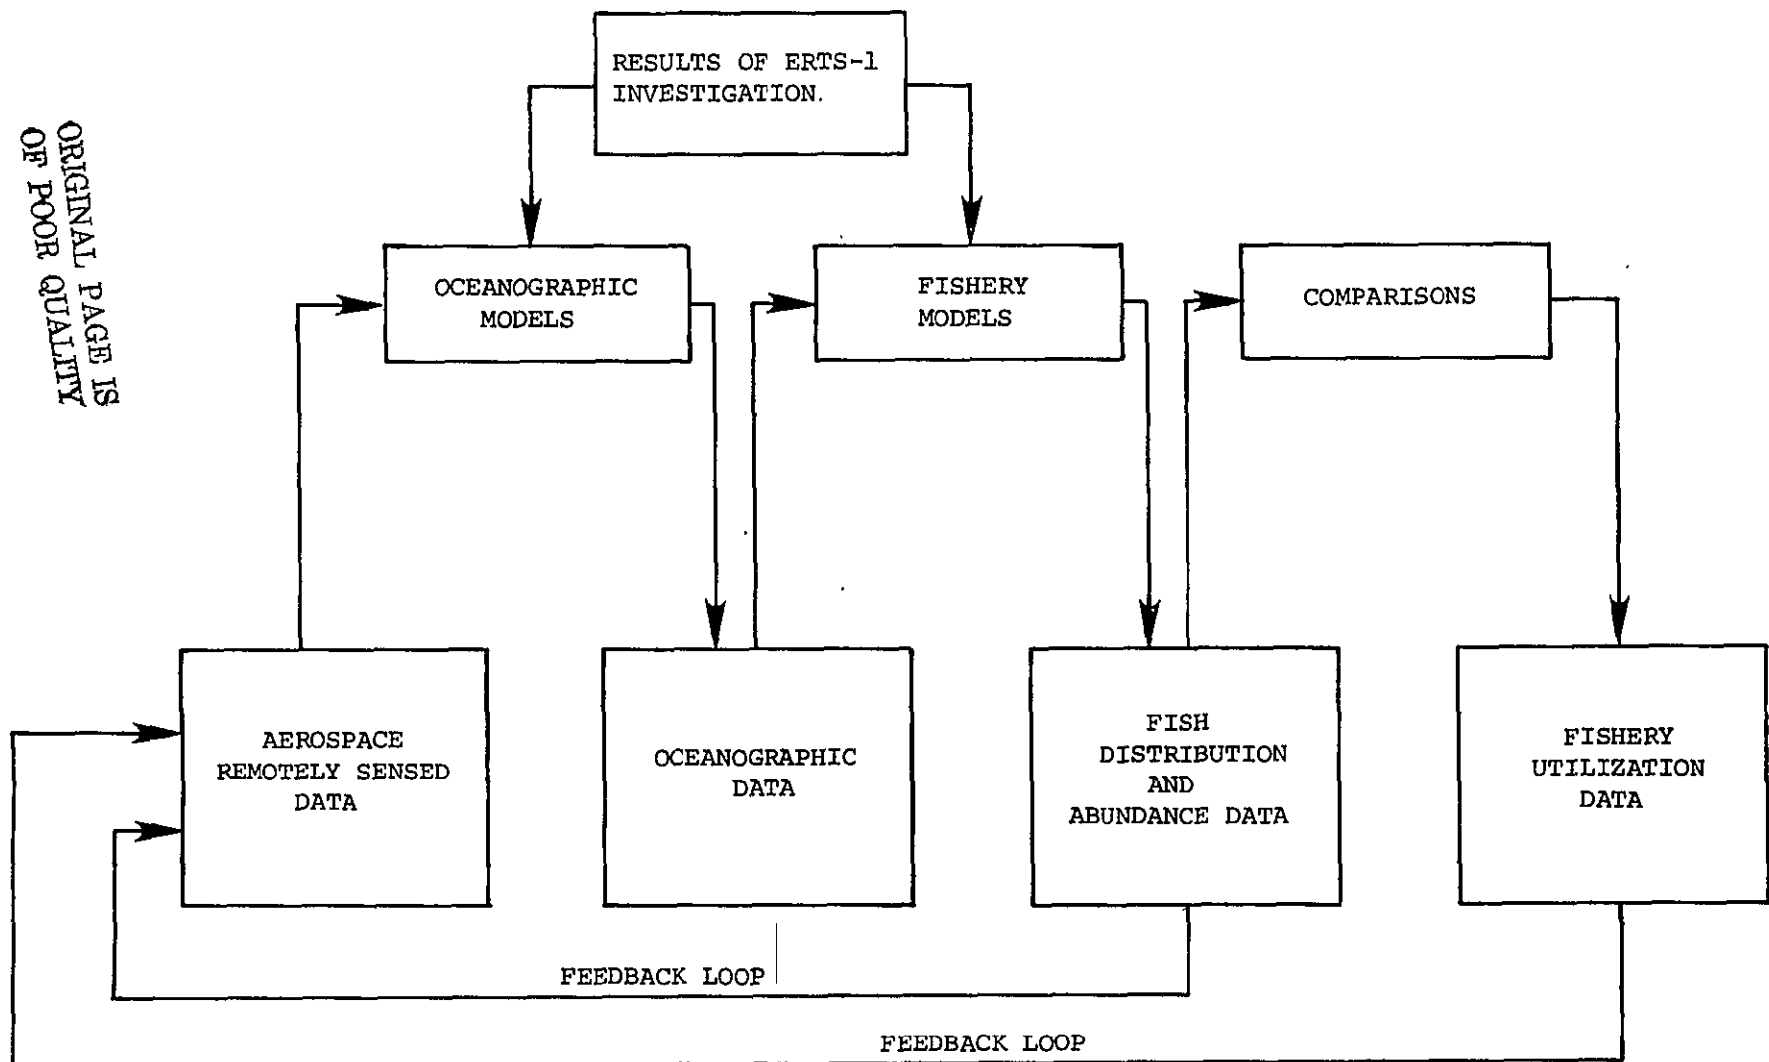 RESULTS OF ERTS-1
INVESTIGATION.
ORIGINAL PAGE IS
OF POOR QUALITY
OCEANOGRAPHIC
MODELS
FISHERY
MODELS
COMPARISONS
AEROSPACE
REMOTELY SENSED
DATA
OCEANOGRAPHIC
DATA
FISH
DISTRIBUTION
AND
ABUNDANCE DATA
FISHERY
UTILIZATION
DATA
FEEDBACK LOOP
FEEDBACK LOOP